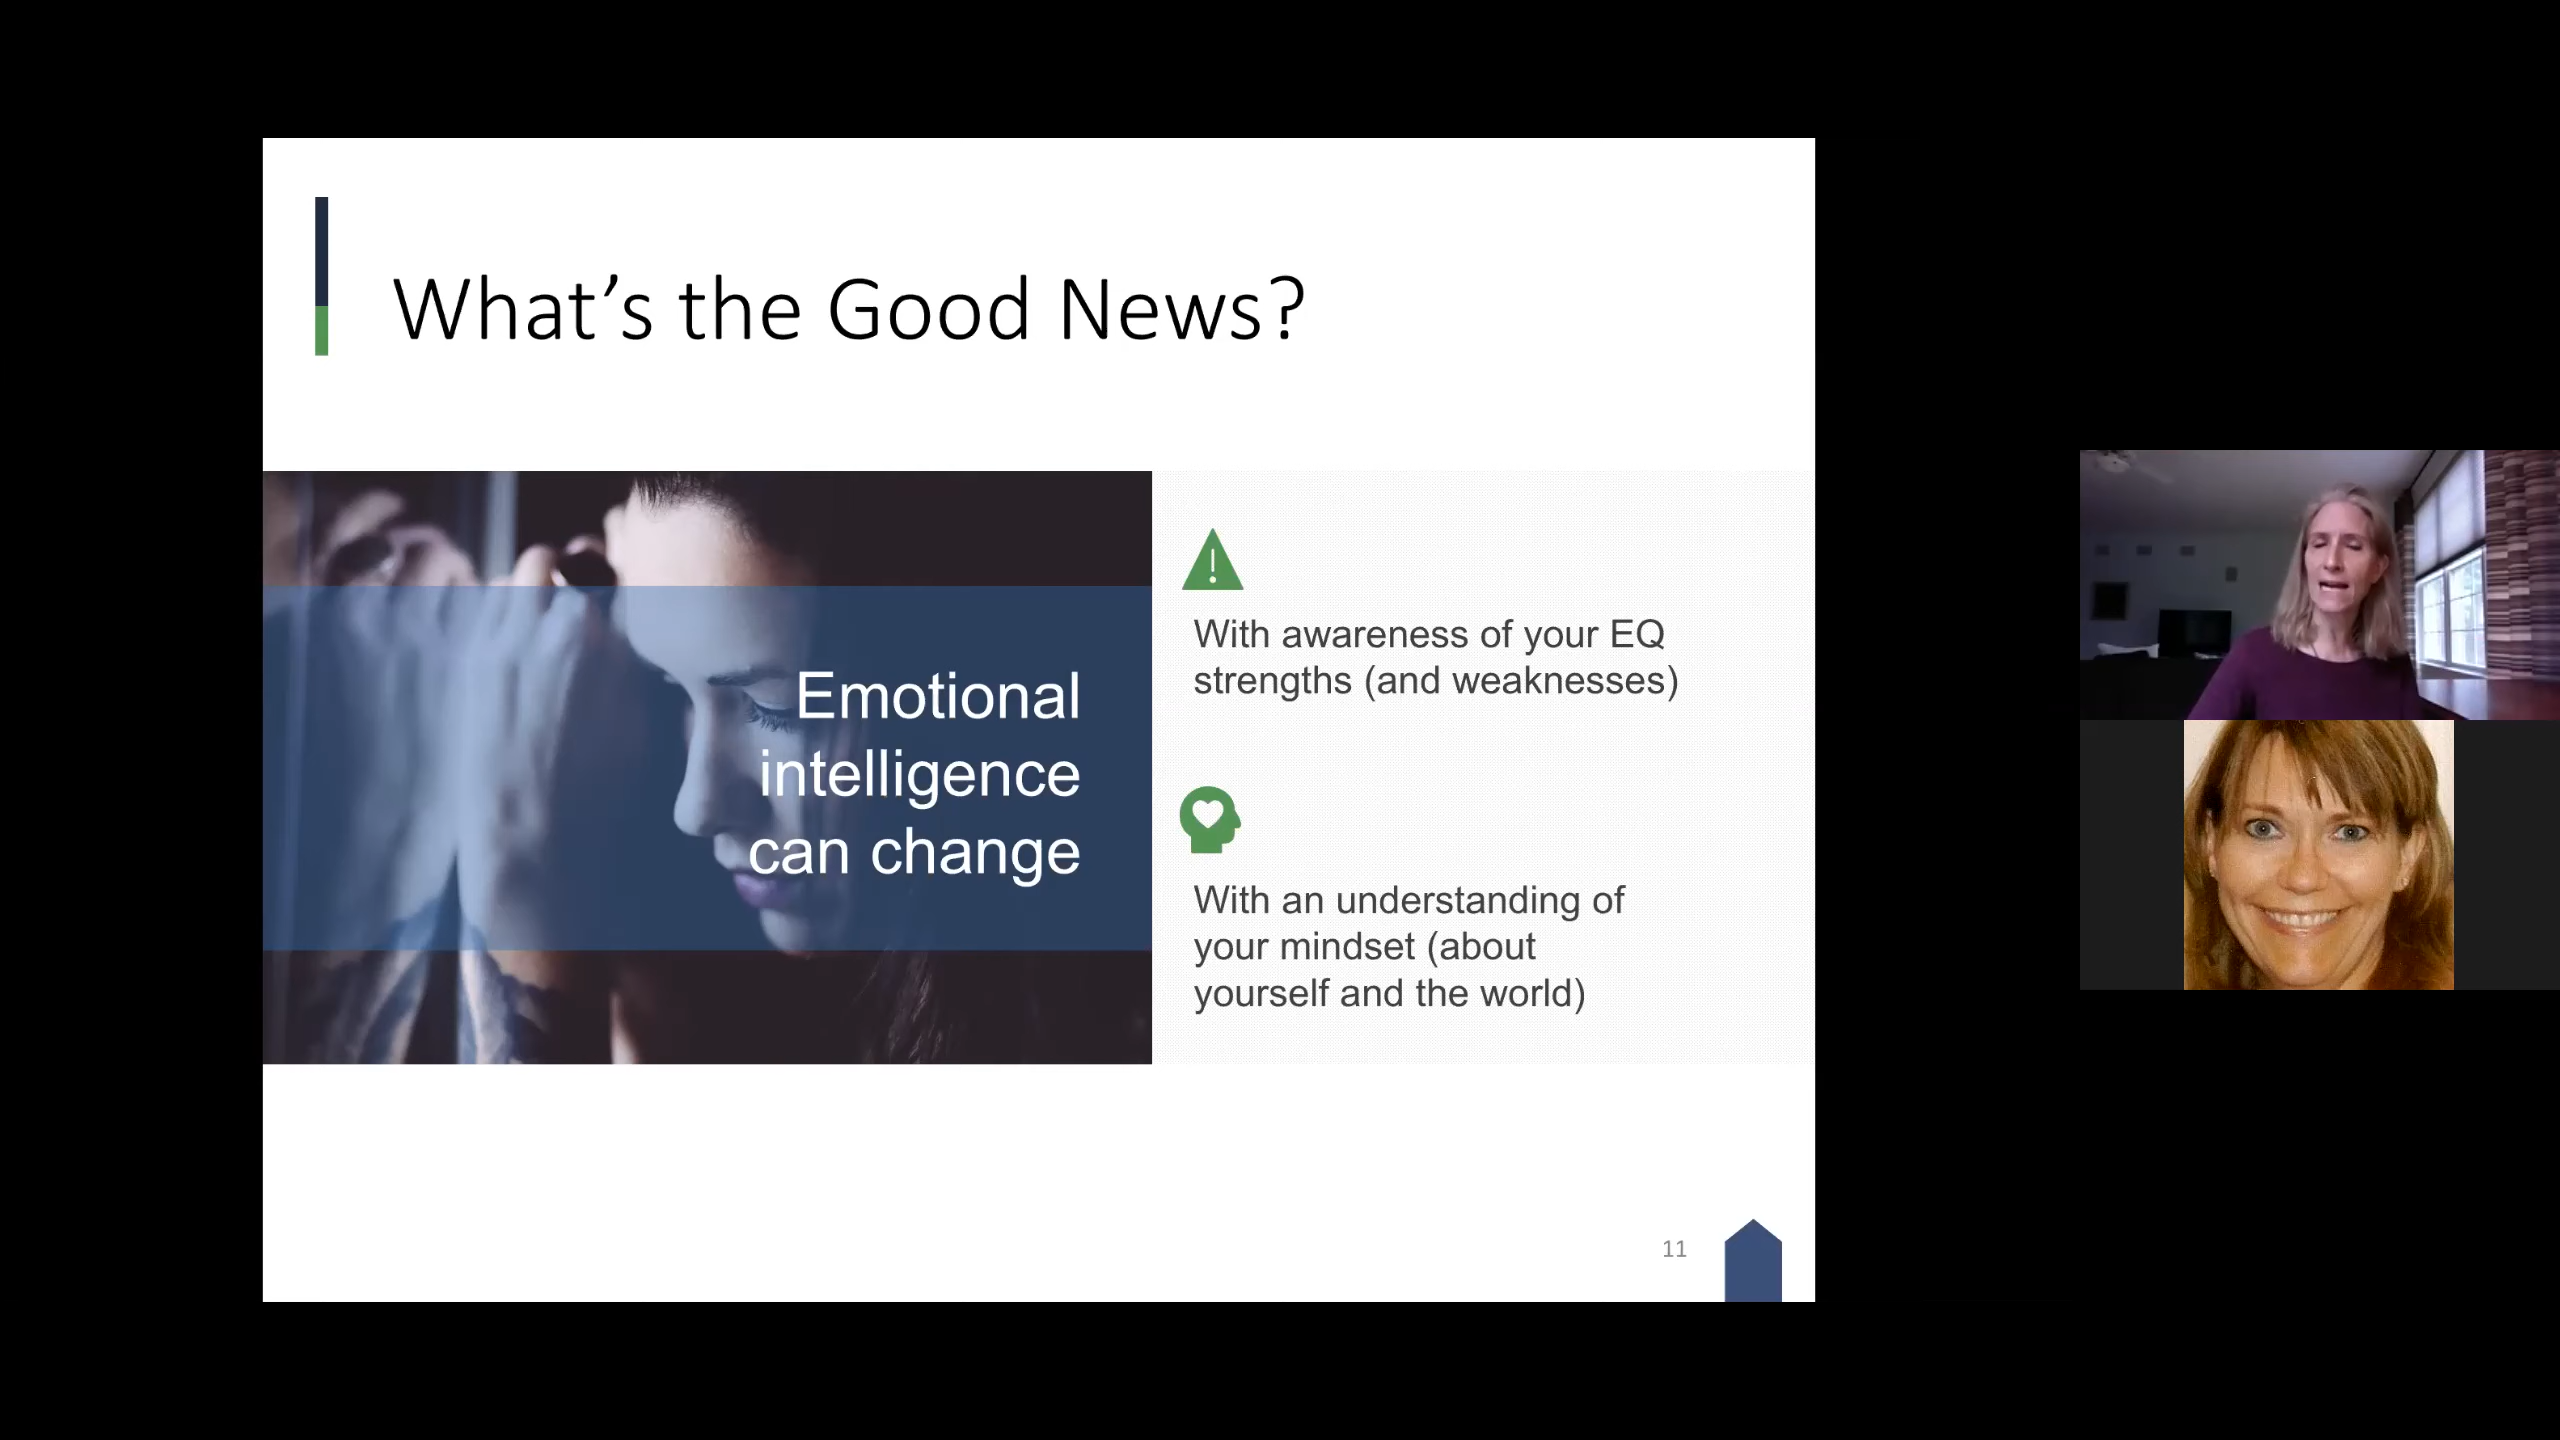 What’s the Good News?
Emotional
intelligence
can change
With awareness of your EQ
strengths (and weaknesses)
With an understanding of
your mindset (about
yourself and the world)
11